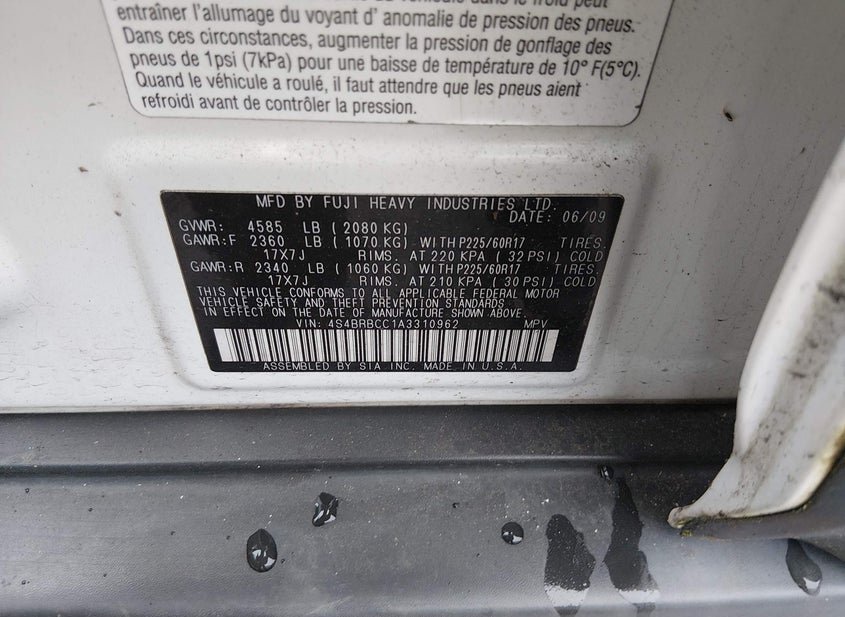 entraîner l'allumage du voyant d' anomalie de pression des pneus.
Dans ces circonstances, augmenter la pression de gonflage des
pneus de 1psi (7kPa) pour une baisse de température de 10° F(5°C).
Quand le véhicule a roulé, il faut attendre que les pneus aient
refroidi avant de contrôler la pression.
MFD BY FUJI HEAVY INDUSTRIES LTD.
DATE: 06/09
GVWR: 4585 LB ( 2080 KG)
GAWR:F 2360 LB ( 1070 KG) WITH P225/60R17 TIRES.
17X7J RIMS. AT 220 KPA ( 32 PSI) COLD
GAWR:R 2340 LB ( 1060 KG) WITH P225/60R17 TIRES.
17X7J RIMS. AT 210 KPA ( 30 PSI) COLD
THIS VEHICLE CONFORMS TO ALL APPLICABLE FEDERAL MOTOR
VEHICLE SAFETY AND THEFT PREVENTION STANDARDS
IN EFFECT ON THE DATE OF MANUFACTURE SHOWN ABOVE.
VIN: 4S4BRBCC1A3310962 MPV
ASSEMBLED BY SIA INC. MADE IN U.S.A.